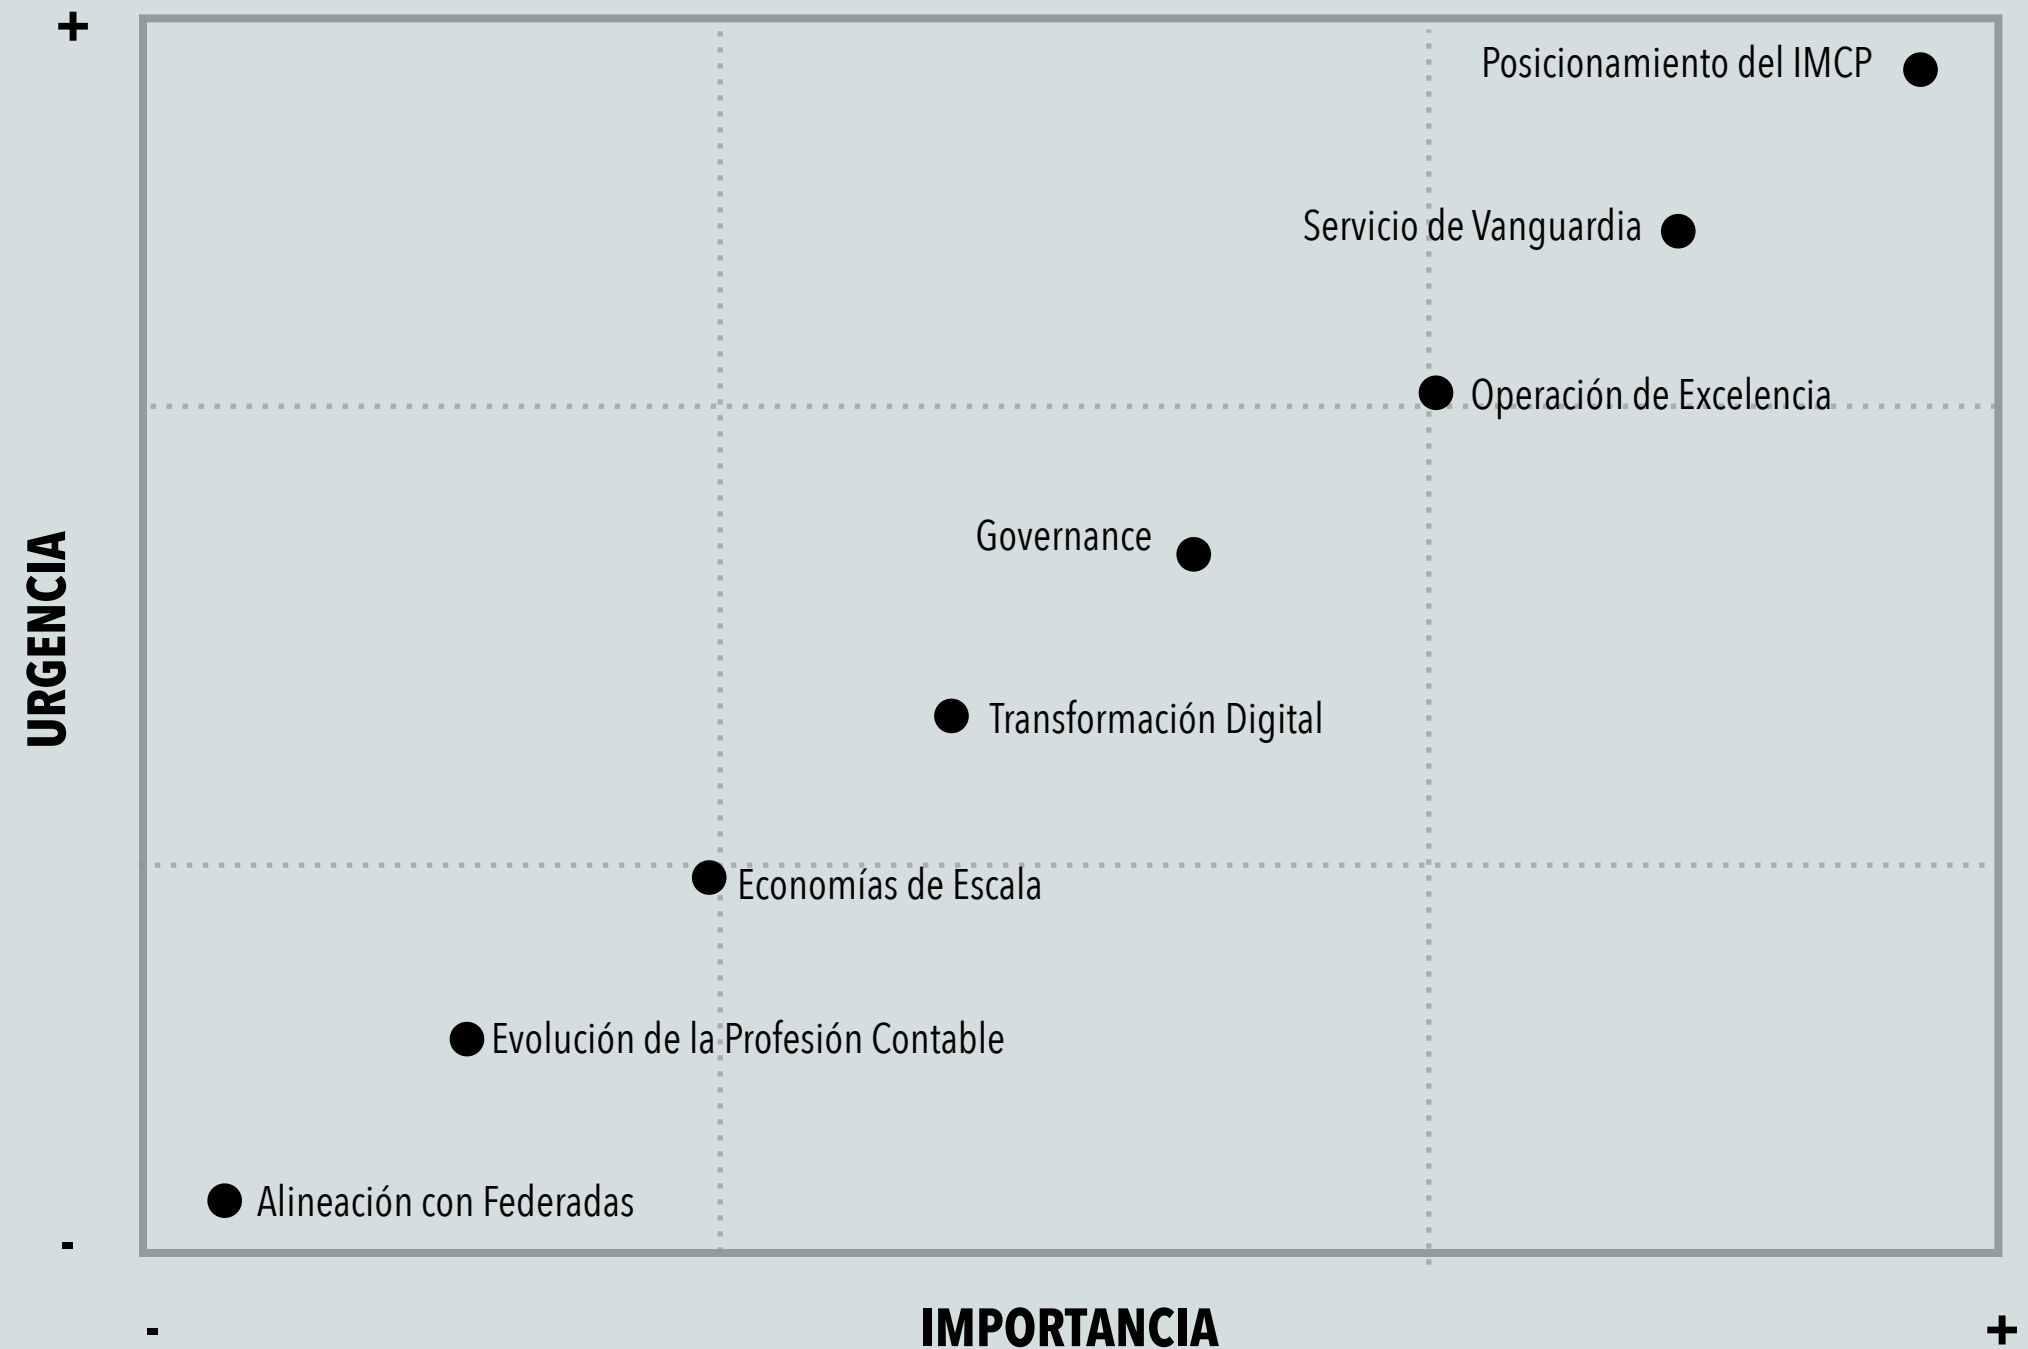 +
Posicionamiento del IMCP
Servicio de Vanguardia
Operación de Excelencia
Governance
URGENCIA
Transformación Digital
Economías de Escala
Evolución de la Profesión Contable
Alineación con Federadas
-
-
IMPORTANCIA
+